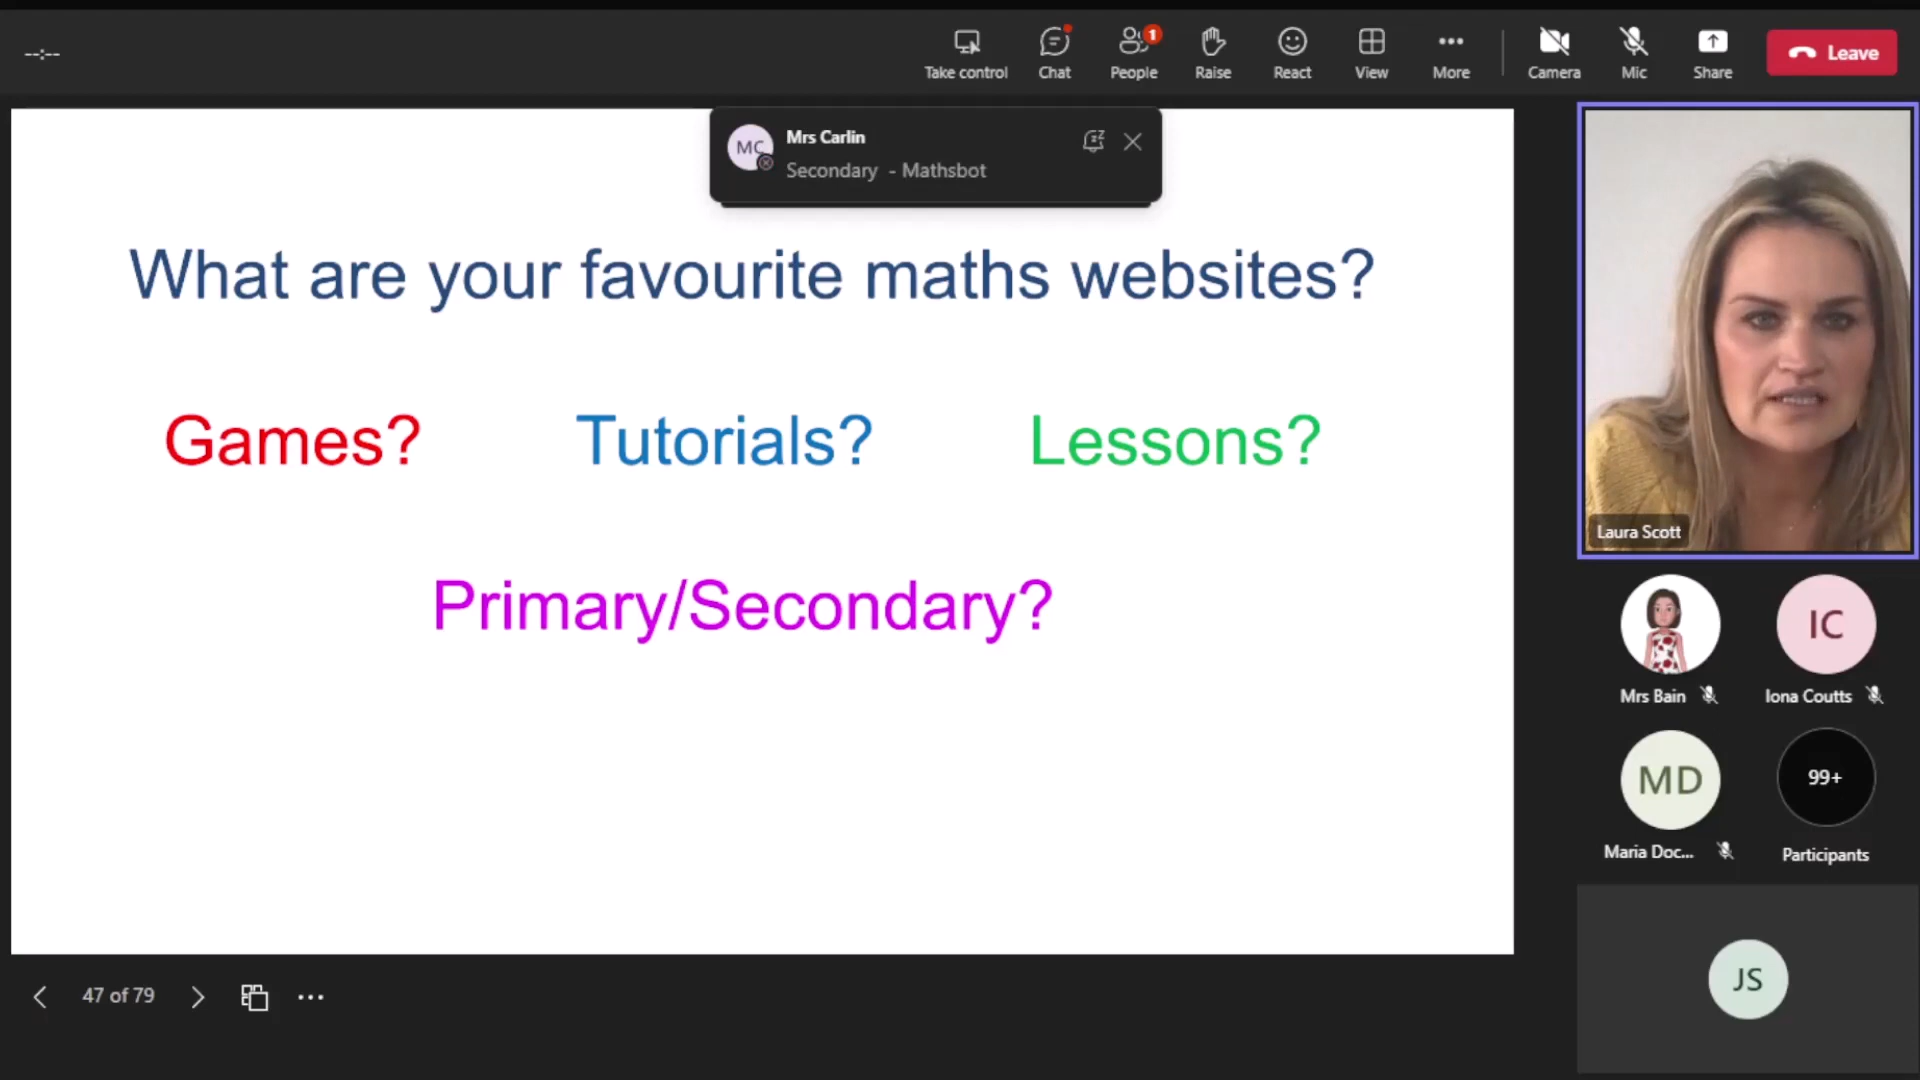 --:--
Take control
Chat
1
People
Raise
React
View
More
Camera
Mic
Share
Leave
MC
Mrs Carlin
Secondary - Mathsbot
What are your favourite maths websites?
Games? Tutorials? Lessons?
Primary/Secondary?
Laura Scott
IC
Mrs Bain
Iona Coutts
MD
99+
Maria Doc...
Participants
JS
47 of 79